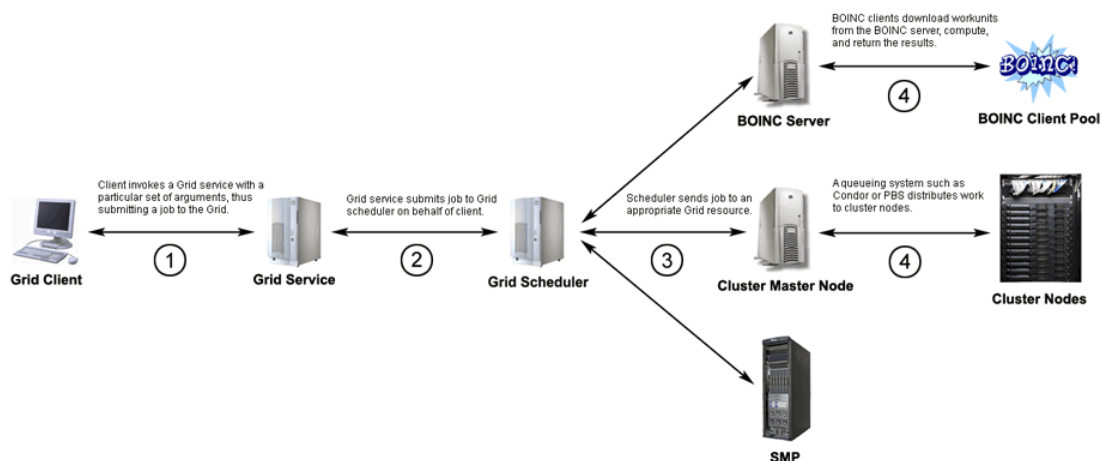 BOINC clients download workunits
from the BOINC server, compute,
and return the results.
BOINC!
4
BOINC Server
BOINC Client Pool
Client invokes a Grid service with a
particular set of arguments, thus
submitting a job to the Grid.
Grid service submits job to Grid
scheduler on behalf of client.
Scheduler sends job to an
appropriate Grid resource.
A queueing system such as
Condor or PBS distributes work
to cluster nodes.
1
2
3
4
Grid Client
Grid Service
Grid Scheduler
Cluster Master Node
Cluster Nodes
SMP